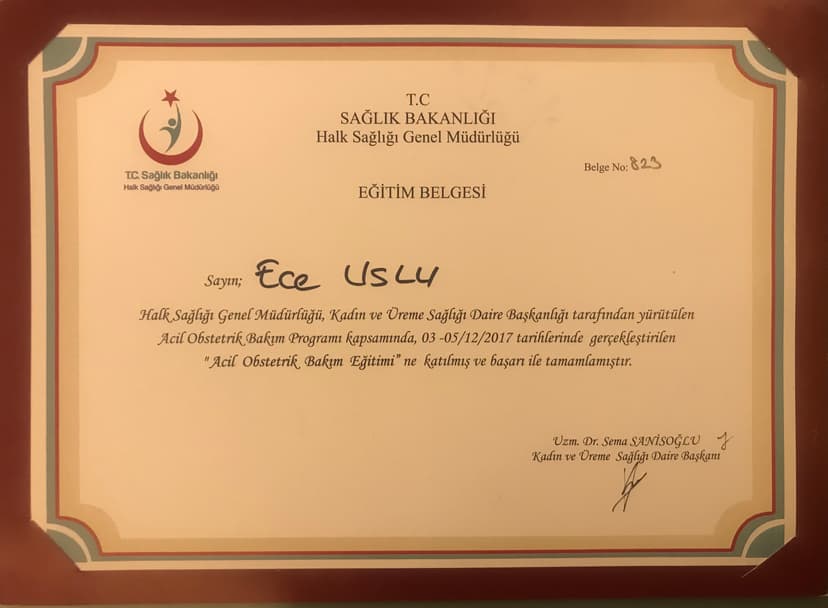 T.C
SAĞLIK BAKANLIĞI
Halk Sağlığı Genel Müdürlüğü
T.C. Sağlık Bakanlığı
Halk Sağlığı Genel Müdürlüğü
Belge No: 823
EĞİTİM BELGESİ
Sayın; Ece USLU
Halk Sağlığı Genel Müdürlüğü, Kadın ve Üreme Sağlığı Daire Başkanlığı tarafından yürütülen
Acil Obstetrik Bakım Programı kapsamında, 03 -05/12/2017 tarihlerinde gerçekleştirilen
" Acil Obstetrik Bakım Eğitimi” ne katılmış ve başarı ile tamamlamıştır.
Uzm. Dr. Sema SANİSOĞLU
Kadın ve Üreme Sağlığı Daire Başkanı